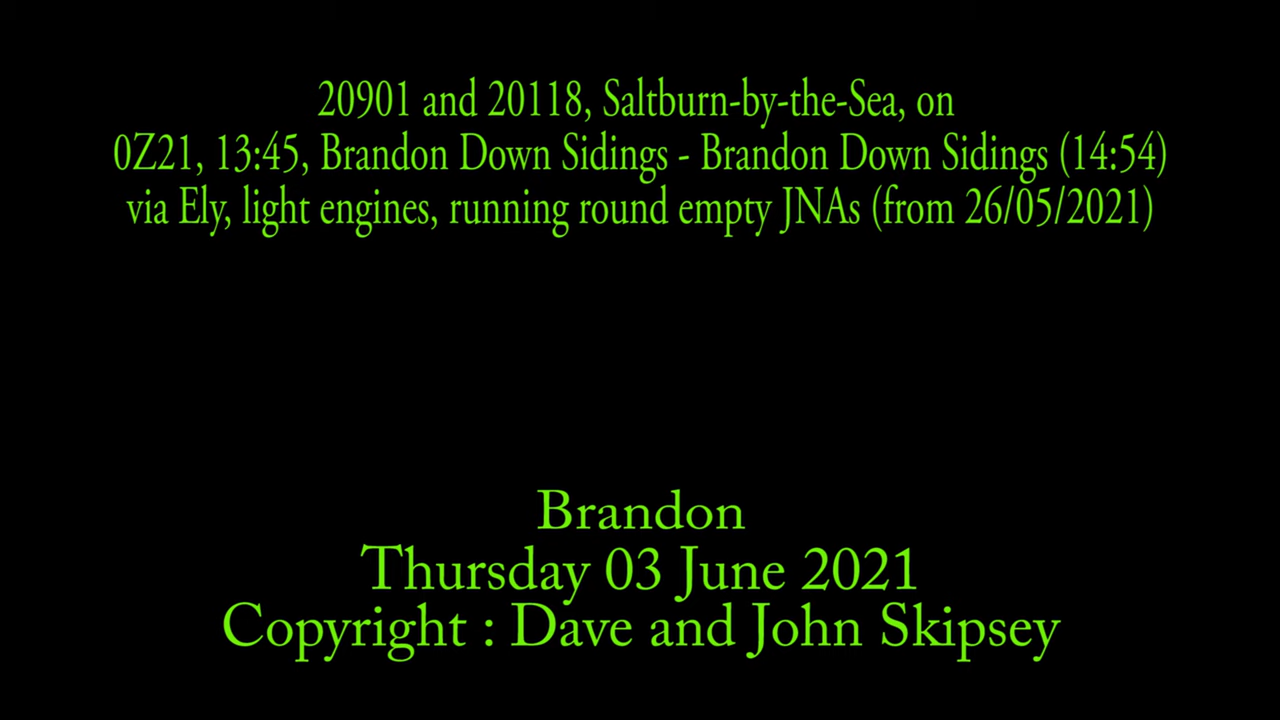 20901 and 20118, Saltburn-by-the-Sea, on
0Z21, 13:45, Brandon Down Sidings - Brandon Down Sidings (14:54)
via Ely, light engines, running round empty JNAs (from 26/05/2021)
Brandon
Thursday 03 June 2021
Copyright : Dave and John Skipsey